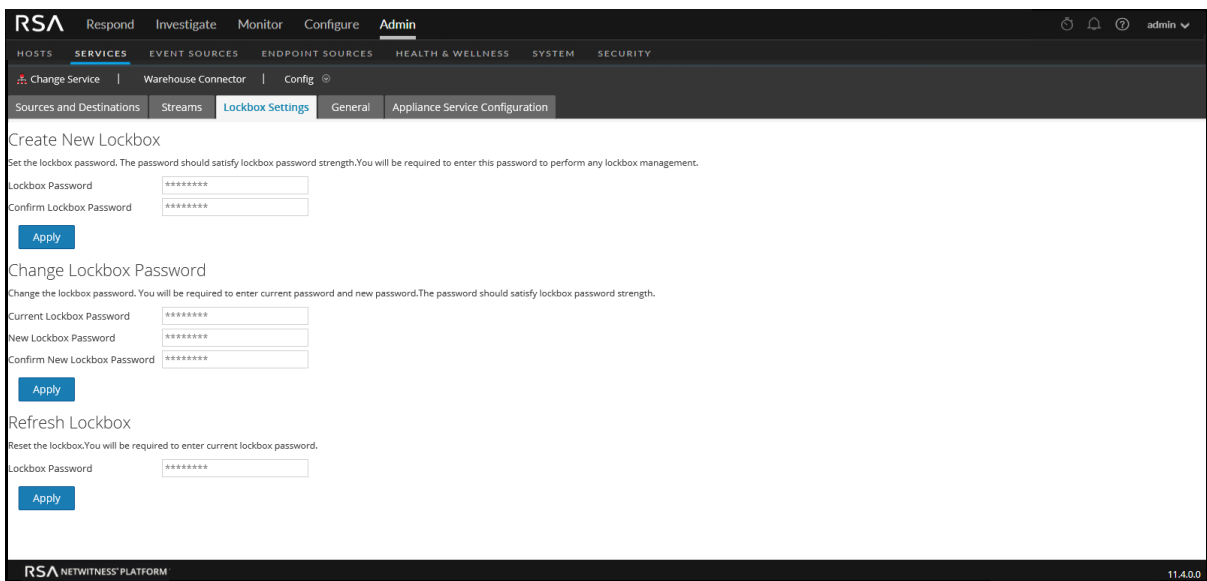 RSA Respond Investigate Monitor Configure Admin admin
HOSTS SERVICES EVENT SOURCES ENDPOINT SOURCES HEALTH & WELLNESS SYSTEM SECURITY
Change Service | Warehouse Connector | Config
Sources and Destinations Streams Lockbox Settings General Appliance Service Configuration
Create New Lockbox
Set the lockbox password. The password should satisfy lockbox password strength.You will be required to enter this password to perform any lockbox management.
Lockbox Password ********
Confirm Lockbox Password ********
Apply
Change Lockbox Password
Change the lockbox password. You will be required to enter current password and new password.The password should satisfy lockbox password strength.
Current Lockbox Password ********
New Lockbox Password ********
Confirm New Lockbox Password ********
Apply
Refresh Lockbox
Reset the lockbox.You will be required to enter current lockbox password.
Lockbox Password ********
Apply
RSA NETWITNESS® PLATFORM 11.4.0.0